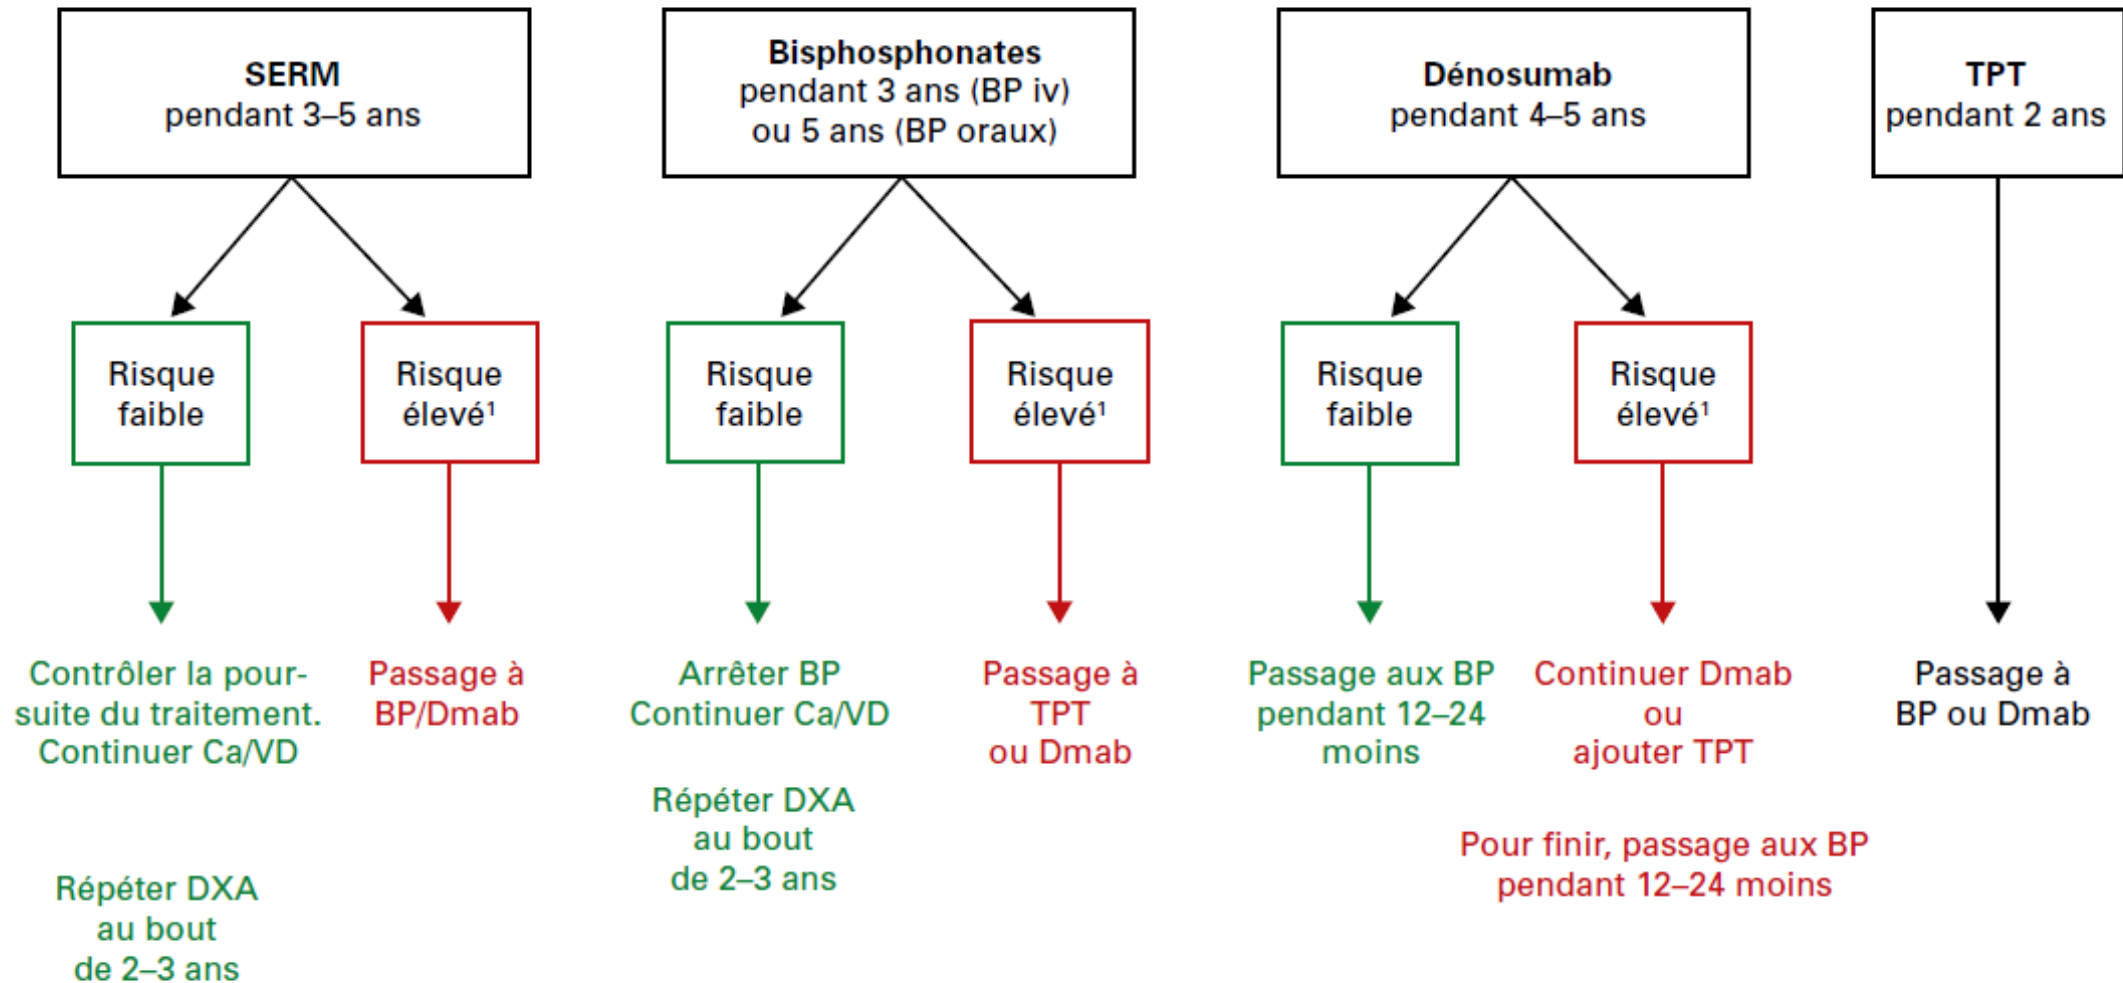 SERM
pendant 3–5 ans
Bisphosphonates
pendant 3 ans (BP iv)
ou 5 ans (BP oraux)
Dénosumab
pendant 4–5 ans
TPT
pendant 2 ans
Risque
faible
Risque
élevé¹
Risque
faible
Risque
élevé¹
Risque
faible
Risque
élevé¹
Contrôler la pour-
suite du traitement.
Continuer Ca/VD
Répéter DXA
au bout
de 2–3 ans
Passage à
BP/Dmab
Arrêter BP
Continuer Ca/VD
Répéter DXA
au bout
de 2–3 ans
Passage à
TPT
ou Dmab
Passage aux BP
pendant 12–24
moins
Continuer Dmab
ou
ajouter TPT
Pour finir, passage aux BP
pendant 12–24 moins
Passage à
BP ou Dmab